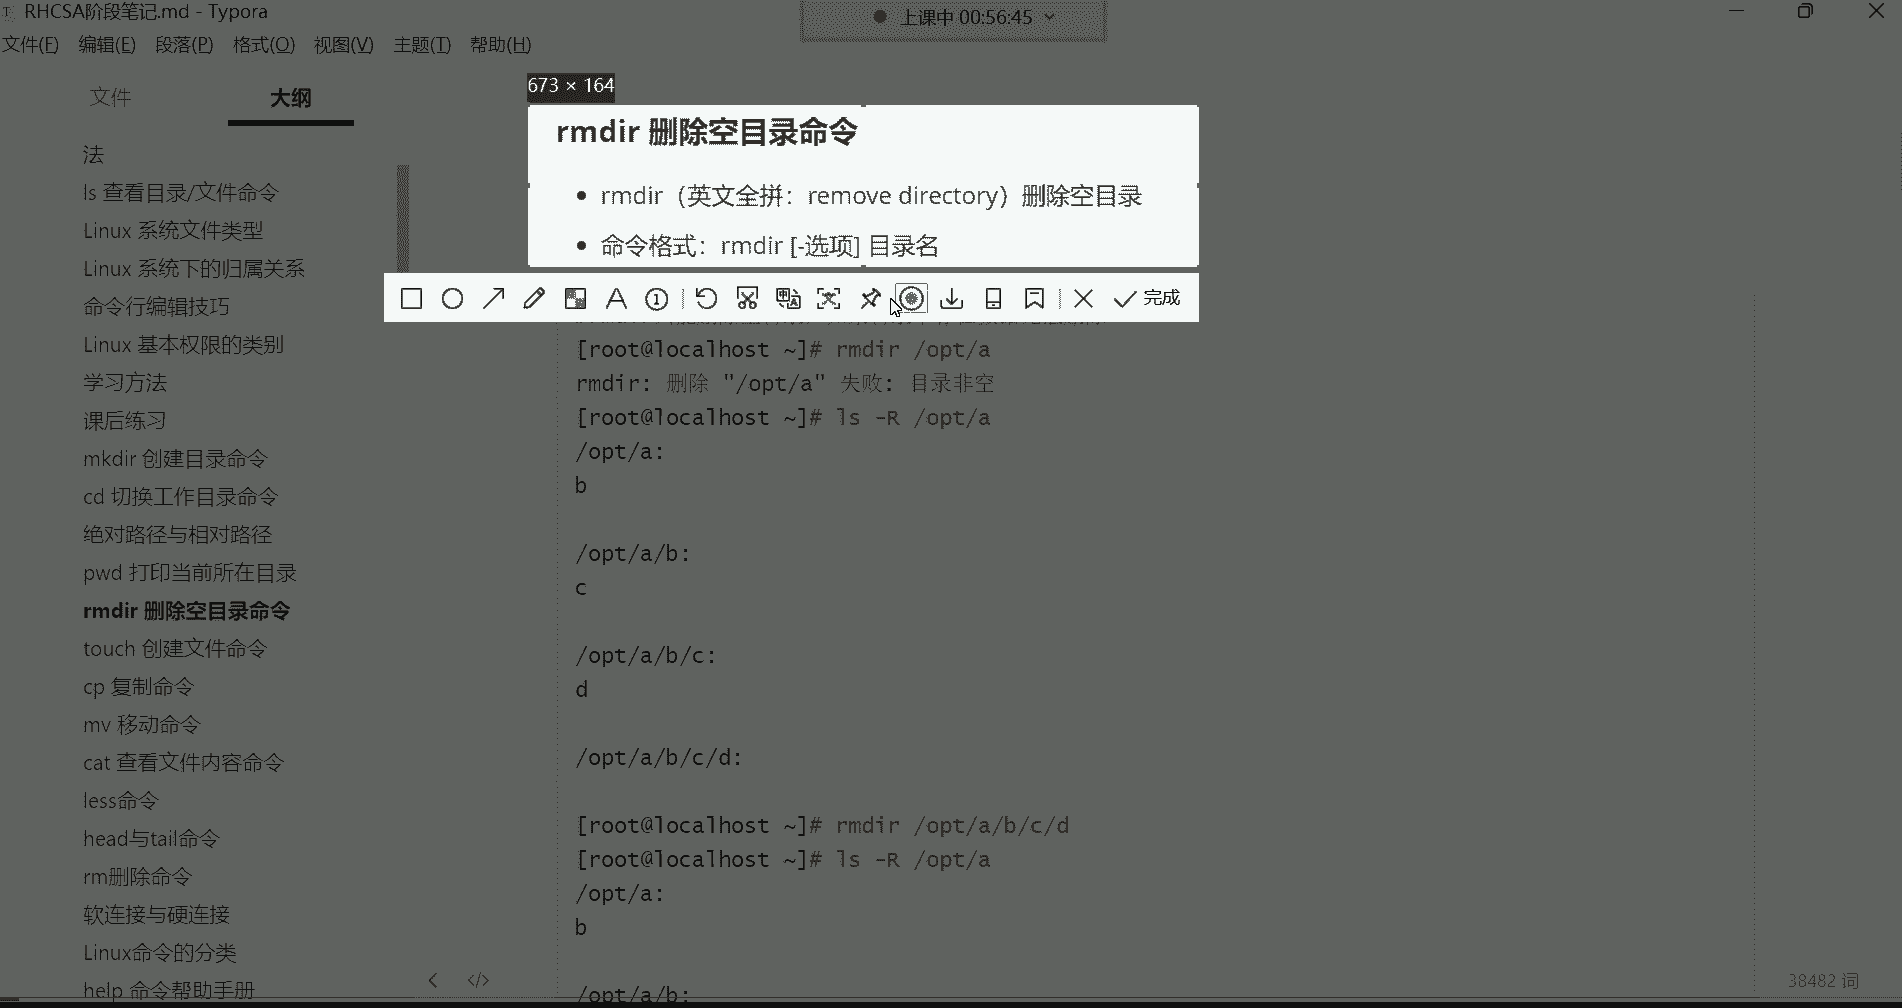 RHCSA阶段笔记.md - Typora
上课中 00:56:45
文件(F) 编辑(E) 段落(P) 格式(O) 视图(V) 主题(T) 帮助(H)
文件 大纲
法
ls 查看目录/文件命令
Linux 系统文件类型
Linux 系统下的归属关系
命令行编辑技巧
Linux 基本权限的类别
学习方法
课后练习
mkdir 创建目录命令
cd 切换工作目录命令
绝对路径与相对路径
pwd 打印当前所在目录
rmdir 删除空目录命令
touch 创建文件命令
cp 复制命令
mv 移动命令
cat 查看文件内容命令
less命令
head与tail命令
rm删除命令
软连接与硬连接
Linux命令的分类
help 命令帮助手册
673 × 164
rmdir 删除空目录命令
rmdir（英文全拼：remove directory）删除空目录
命令格式：rmdir [-选项] 目录名
完成
[root@localhost ~]# rmdir /opt/a
rmdir: 删除 "/opt/a" 失败: 目录非空
[root@localhost ~]# ls -R /opt/a
/opt/a:
b
/opt/a/b:
c
/opt/a/b/c:
d
/opt/a/b/c/d:
[root@localhost ~]# rmdir /opt/a/b/c/d
[root@localhost ~]# ls -R /opt/a
/opt/a:
b
/opt/a/b:
38482 词